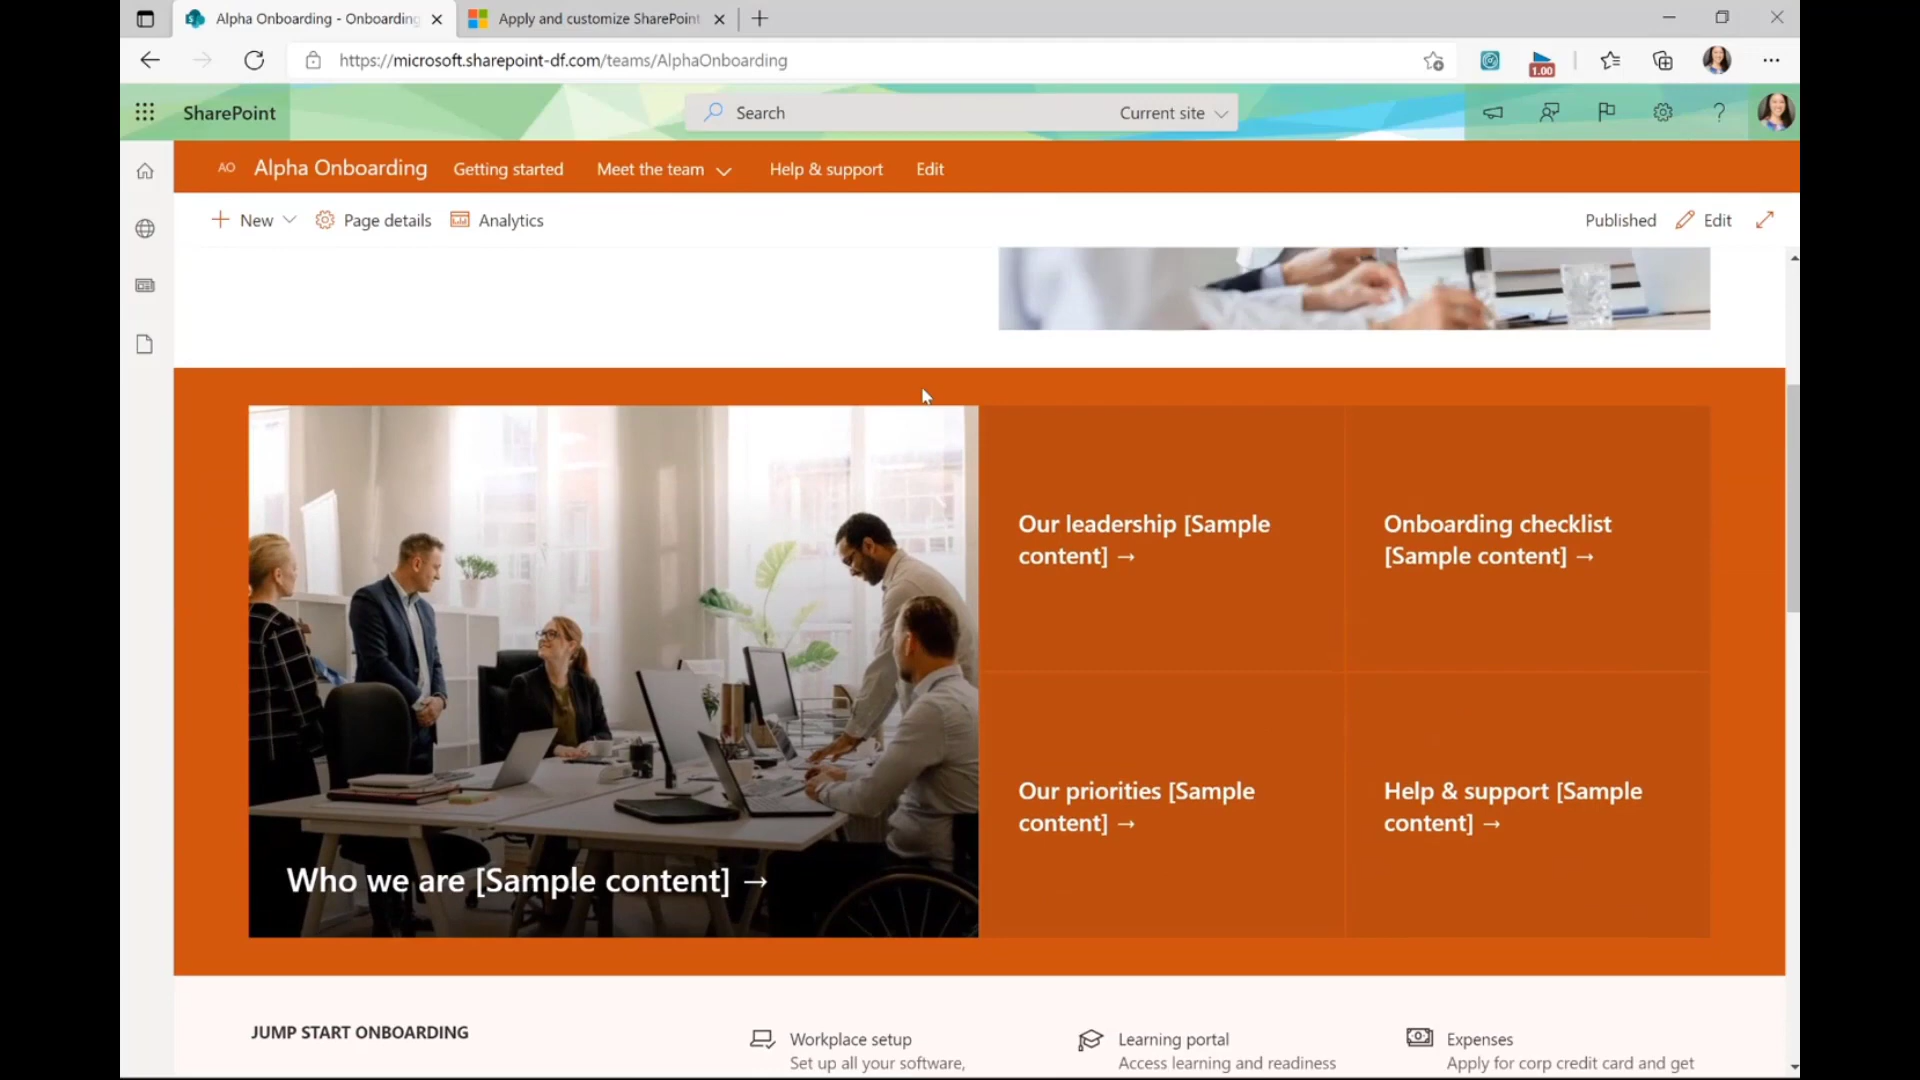 Alpha Onboarding - Onboarding
Apply and customize SharePoint
https://microsoft.sharepoint-df.com/teams/AlphaOnboarding
1.00
SharePoint
Search
Current site
AO
Alpha Onboarding
Getting started
Meet the team
Help & support
Edit
New
Page details
Analytics
Published
Edit
Our leadership [Sample
content] →
Onboarding checklist
[Sample content] →
Our priorities [Sample
content] →
Help & support [Sample
content] →
Who we are [Sample content] →
JUMP START ONBOARDING
Workplace setup
Set up all your software,
Learning portal
Access learning and readiness
Expenses
Apply for corp credit card and get